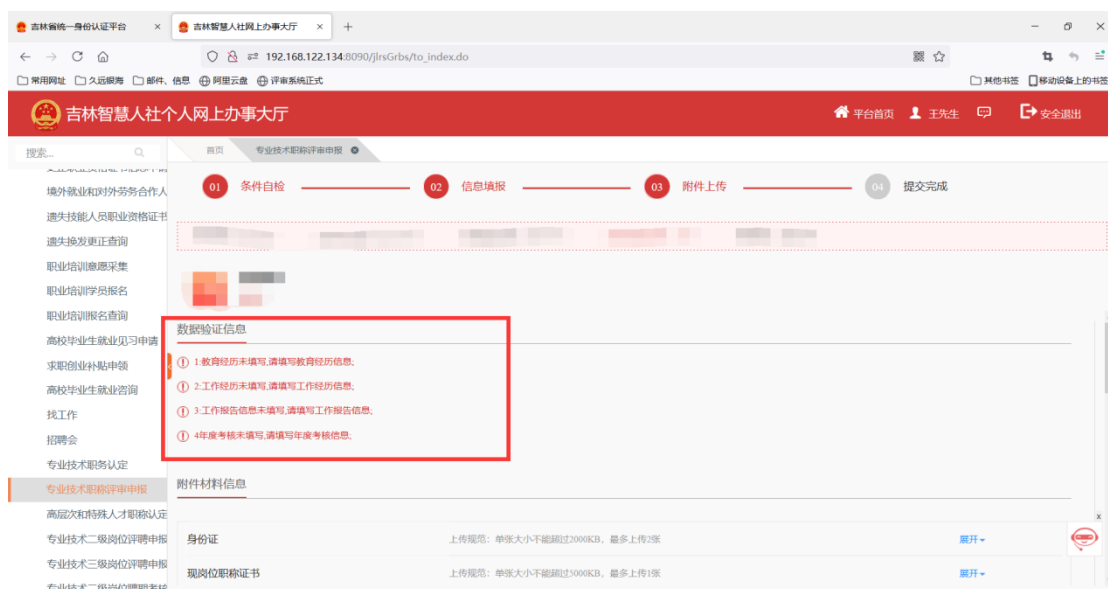 吉林省统一身份认证平台 × 吉林智慧人社网上办事大厅 × +
192.168.122.134:8090/jlrsGrbs/to_index.do
常用网址 久远银海 邮件、信息 阿里云盘 评审系统正式 其他书签 移动设备上的书签
吉林智慧人社个人网上办事大厅 平台首页 王先生 安全退出
搜索... 首页 专业技术职称评审申报
01 条件自检 02 信息填报 03 附件上传 04 提交完成
境外就业和对外劳务合作人
遗失技能人员职业资格证书
遗失换发更正查询
职业培训意愿采集
职业培训学员报名
职业培训报名查询
高校毕业生就业见习申请
求职创业补贴申领
高校毕业生就业咨询
找工作
招聘会
专业技术职务认定
专业技术职称评审申报
高层次和特殊人才职称认定
专业技术二级岗位评聘申报
专业技术三级岗位评聘申报
数据验证信息
1:教育经历未填写,请填写教育经历信息;
2:工作经历未填写,请填写工作经历信息;
3:工作报告信息未填写,请填写工作报告信息;
4年度考核未填写,请填写年度考核信息;
附件材料信息
身份证 上传规范：单张大小不能超过2000KB，最多上传2张 展开
现岗位职称证书 上传规范：单张大小不能超过5000KB，最多上传1张 展开